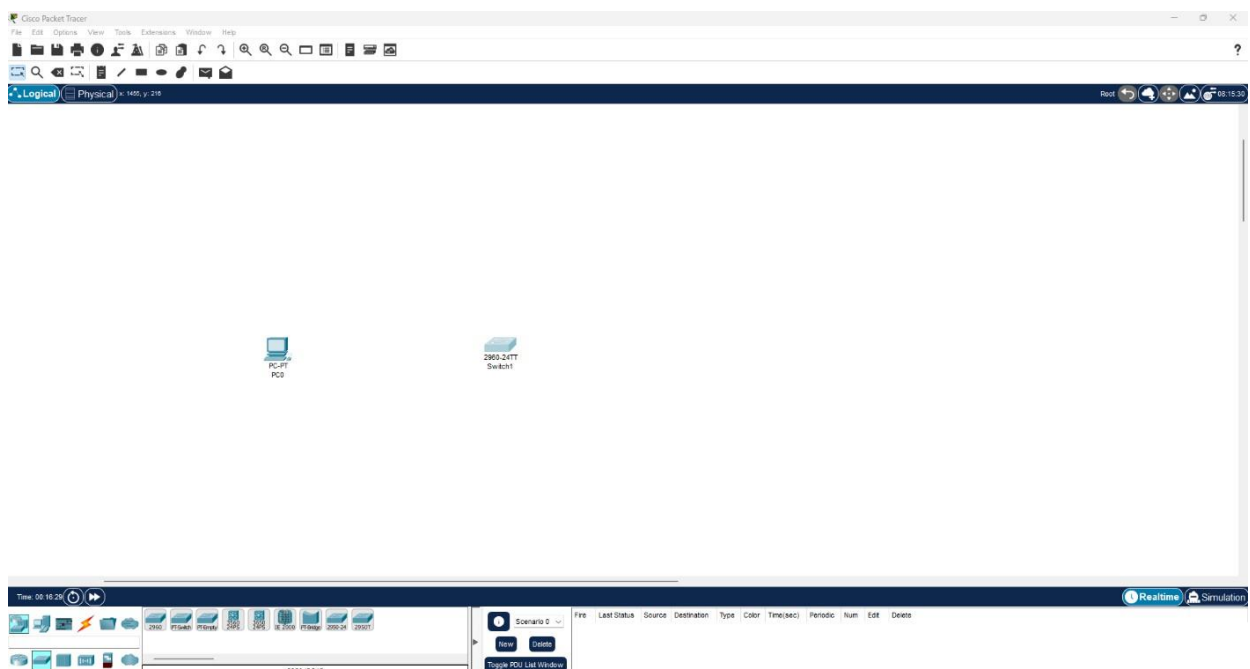 Cisco Packet Tracer
File Edit Options View Tools Extensions Window Help
?
Logical Physical x: 1455, y: 216 Root 08:15:30
PC-PT
PC0
2960-24TT
Switch1
Time: 00:16:29 Realtime Simulation
2960 PT-Switch PT-Empty IE 2000 PT-Bridge 2950-24 2950T
Scenario 0
New Delete
Toggle PDU List Window
Fire Last Status Source Destination Type Color Time(sec) Periodic Num Edit Delete